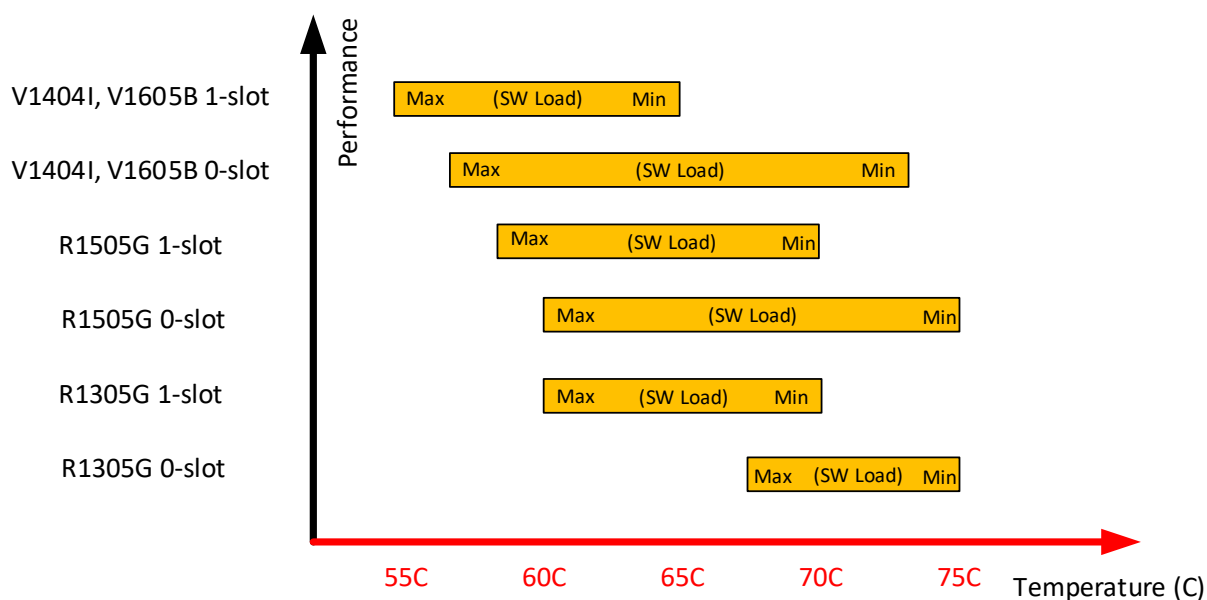 Performance
V1404I, V1605B 1-slot
Max (SW Load) Min
V1404I, V1605B 0-slot
Max (SW Load) Min
R1505G 1-slot
Max (SW Load) Min
R1505G 0-slot
Max (SW Load) Min
R1305G 1-slot
Max (SW Load) Min
R1305G 0-slot
Max (SW Load) Min
55C 60C 65C 70C 75C
Temperature (C)